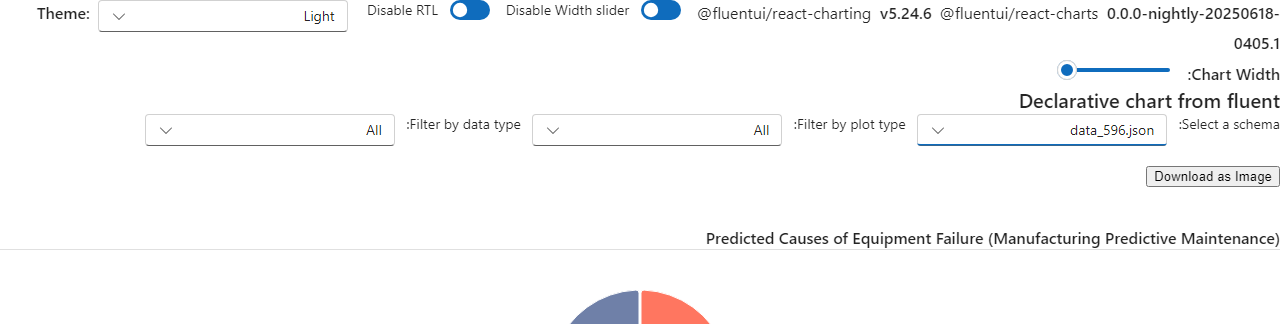 Theme: Light Disable RTL Disable Width slider @fluentui/react-charting v5.24.6 @fluentui/react-charts 0.0.0-nightly-20250618-
0405.1
:Chart Width
Declarative chart from fluent
All :Filter by data type All :Filter by plot type data_596.json :Select a schema
Download as Image
Predicted Causes of Equipment Failure (Manufacturing Predictive Maintenance)